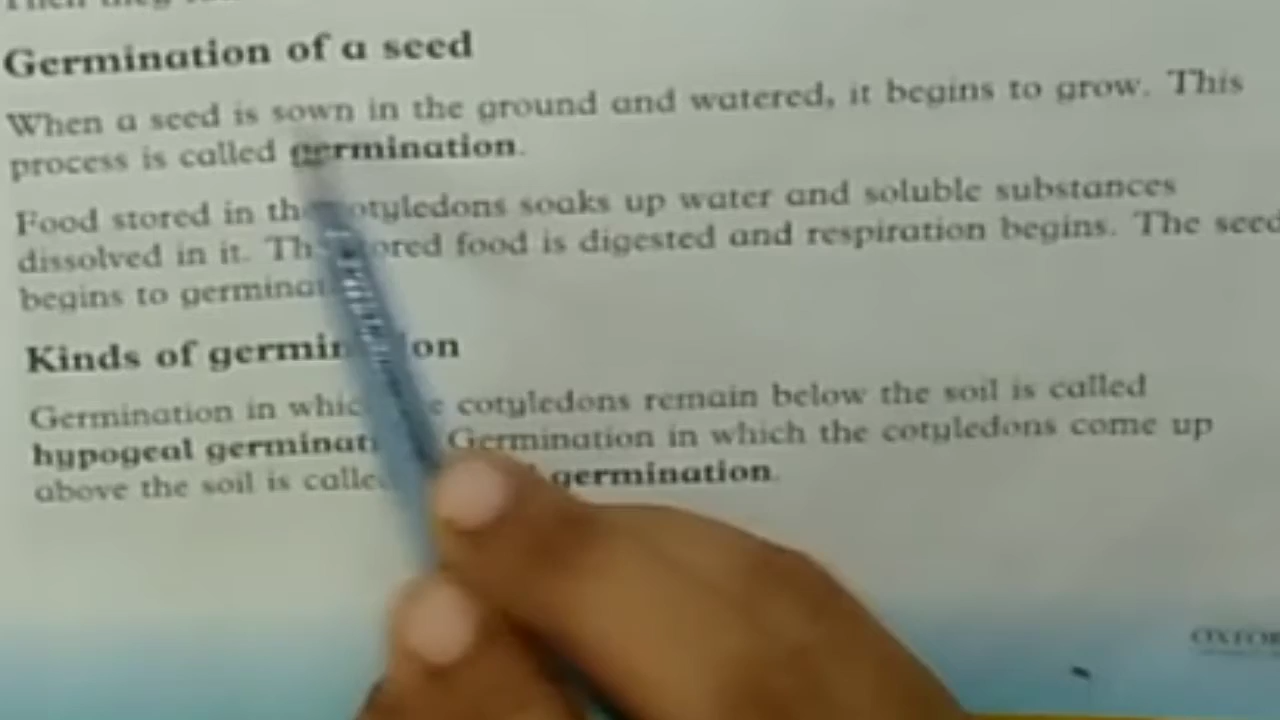 Germination of a seed
When a seed is sown in the ground and watered, it begins to grow. This
process is called germination.
Food stored in the cotyledons soaks up water and soluble substances
dissolved in it. The stored food is digested and respiration begins. The seed
begins to
Kinds of germination
Germination in which the cotyledons remain below the soil is called
hypogeal germination. Germination in which the cotyledons come up
above the soil is called germination.